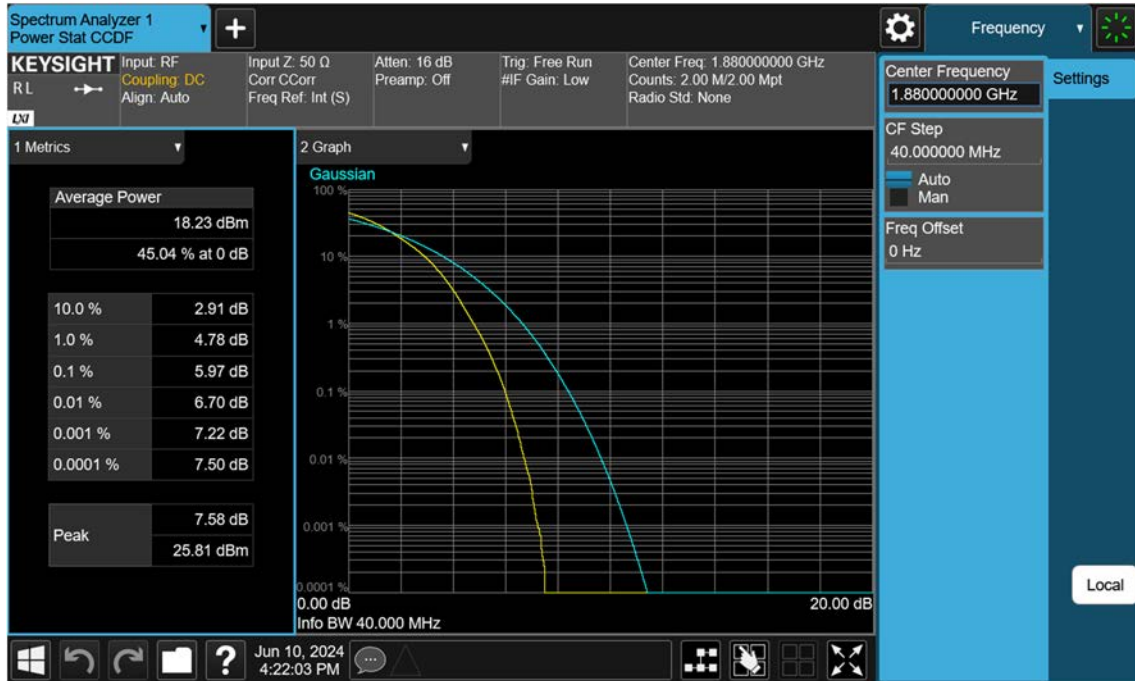 Spectrum Analyzer 1
Power Stat CCDF
Frequency
KEYSIGHT
R L
LXI
Input: RF
Coupling: DC
Align: Auto
Input Z: 50 Ω
Corr CCorr
Freq Ref: Int (S)
Atten: 16 dB
Preamp: Off
Trig: Free Run
#IF Gain: Low
Center Freq: 1.880000000 GHz
Counts: 2.00 M/2.00 Mpt
Radio Std: None
Center Frequency
1.880000000 GHz
Settings
CF Step
40.000000 MHz
Auto
Man
Freq Offset
0 Hz
1 Metrics
Average Power
18.23 dBm
45.04 % at 0 dB
10.0 % 2.91 dB
1.0 % 4.78 dB
0.1 % 5.97 dB
0.01 % 6.70 dB
0.001 % 7.22 dB
0.0001 % 7.50 dB
Peak
7.58 dB
25.81 dBm
2 Graph
Gaussian
100 %
10 %
1 %
0.1 %
0.01 %
0.001 %
0.0001 %
0.00 dB 20.00 dB
Info BW 40.000 MHz
Local
?
Jun 10, 2024
4:22:03 PM